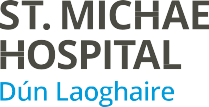 ST. MICHAE
HOSPITAL
Dún Laoghaire